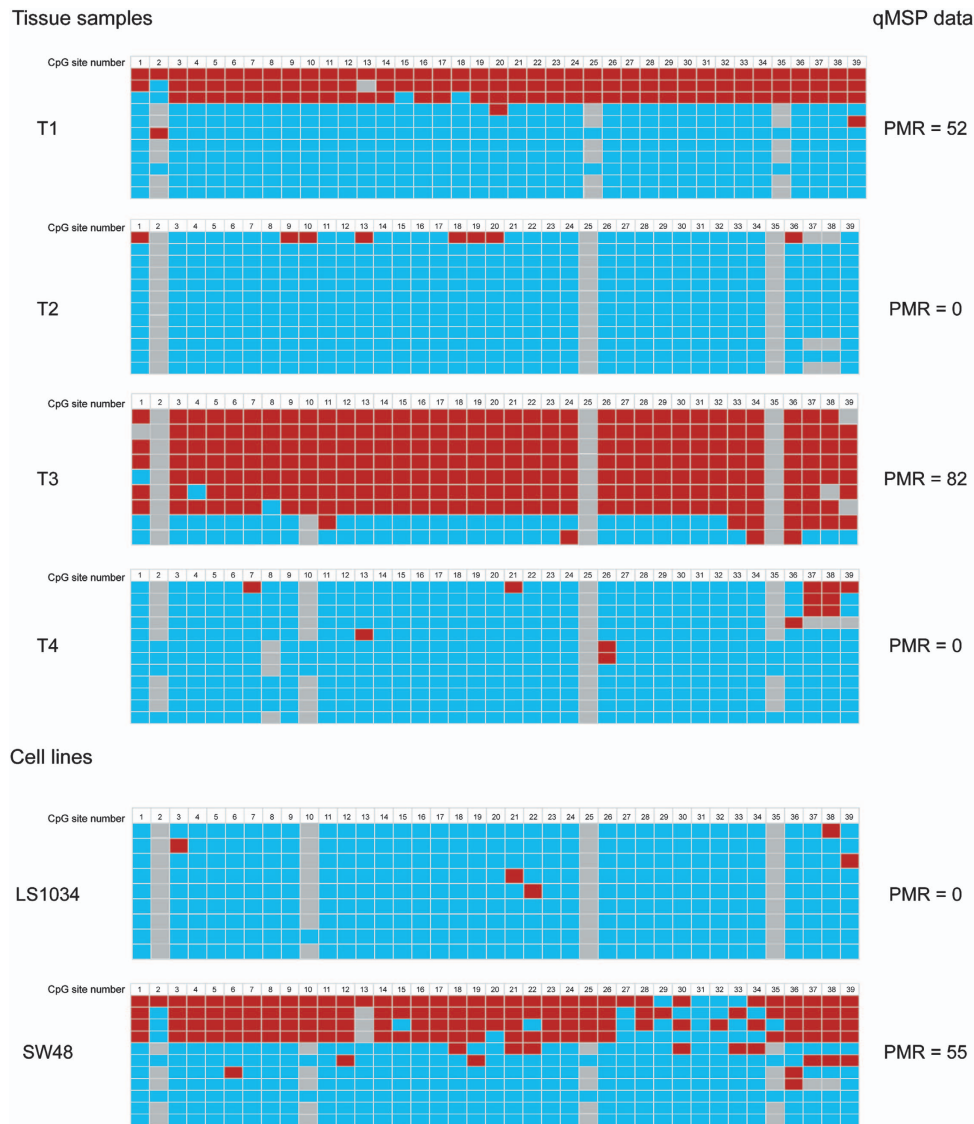 Tissue samples qMSP data
CpG site number 1 2 3 4 5 6 7 8 9 10 11 12 13 14 15 16 17 18 19 20 21 22 23 24 25 26 27 28 29 30 31 32 33 34 35 36 37 38 39
T1 PMR = 52
CpG site number 1 2 3 4 5 6 7 8 9 10 11 12 13 14 15 16 17 18 19 20 21 22 23 24 25 26 27 28 29 30 31 32 33 34 35 36 37 38 39
T2 PMR = 0
CpG site number 1 2 3 4 5 6 7 8 9 10 11 12 13 14 15 16 17 18 19 20 21 22 23 24 25 26 27 28 29 30 31 32 33 34 35 36 37 38 39
T3 PMR = 82
CpG site number 1 2 3 4 5 6 7 8 9 10 11 12 13 14 15 16 17 18 19 20 21 22 23 24 25 26 27 28 29 30 31 32 33 34 35 36 37 38 39
T4 PMR = 0
Cell lines
CpG site number 1 2 3 4 5 6 7 8 9 10 11 12 13 14 15 16 17 18 19 20 21 22 23 24 25 26 27 28 29 30 31 32 33 34 35 36 37 38 39
LS1034 PMR = 0
CpG site number 1 2 3 4 5 6 7 8 9 10 11 12 13 14 15 16 17 18 19 20 21 22 23 24 25 26 27 28 29 30 31 32 33 34 35 36 37 38 39
SW48 PMR = 55